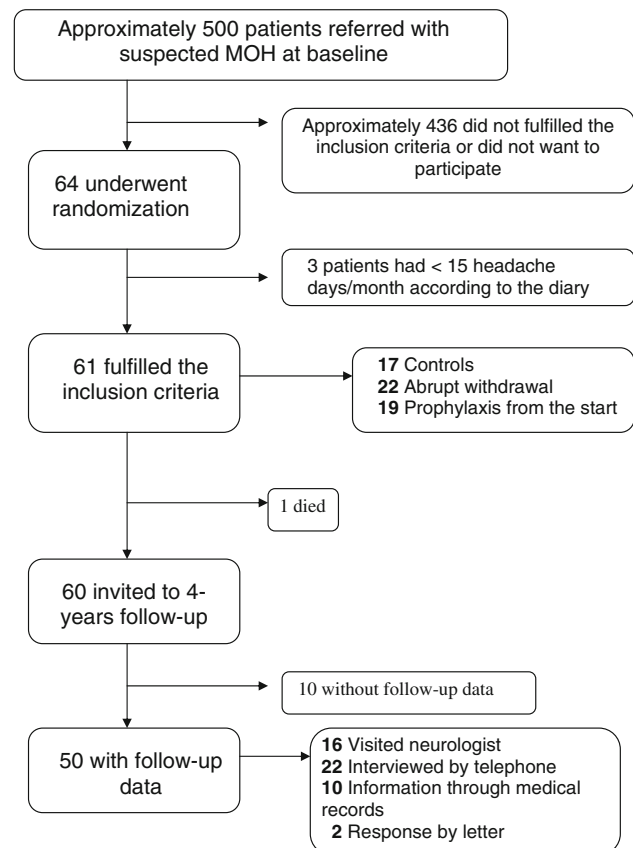 Approximately 500 patients referred with
suspected MOH at baseline
Approximately 436 did not fulfilled the
inclusion criteria or did not want to
participate
64 underwent
randomization
3 patients had < 15 headache
days/month according to the diary
61 fulfilled the
inclusion criteria
17 Controls
22 Abrupt withdrawal
19 Prophylaxis from the start
1 died
60 invited to 4-
years follow-up
10 without follow-up data
50 with follow-up
data
16 Visited neurologist
22 Interviewed by telephone
10 Information through medical
records
2 Response by letter